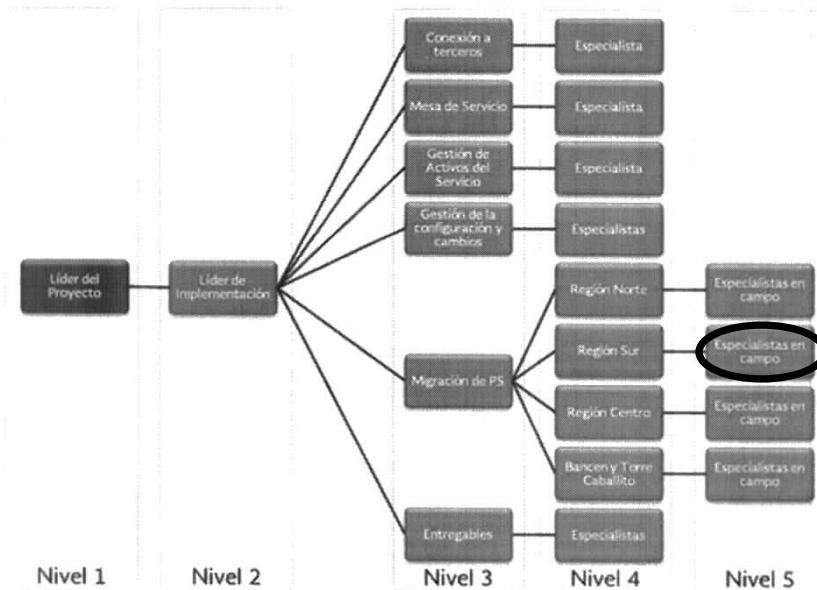 Conexión a
terceros
Especialista
Mesa de Servicio
Especialista
Gestión de
Activos del
Servicio
Especialista
Gestión de la
configuración y
cambios
Especialistas
Líder del
Proyecto
Líder de
Implementación
Región Norte
Especialistas en
campo
Región Sur
Especialistas en
campo
Migración de PS
Región Centro
Especialistas en
campo
Bancen y Torre
Caballito
Especialistas en
campo
Entregables
Especialistas
Nivel 1
Nivel 2
Nivel 3
Nivel 4
Nivel 5